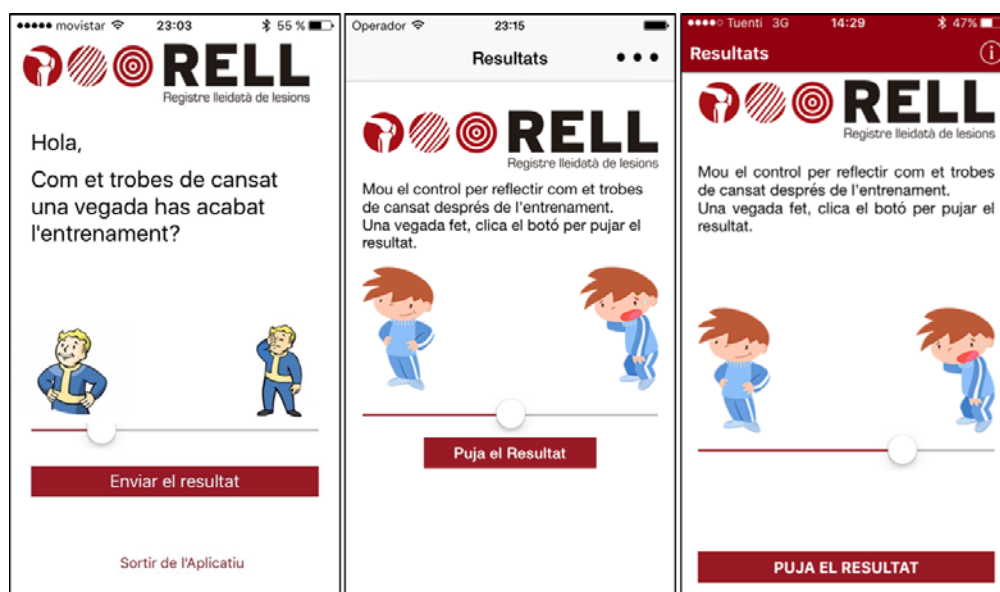 movistar 23:03 55 %
RELL
Registre lleidatà de lesions
Hola,
Com et trobes de cansat
una vegada has acabat
l'entrenament?
Enviar el resultat
Sortir de l'Aplicatiu
Operador 23:15
Resultats
RELL
Registre lleidatà de lesions
Mou el control per reflectir com et trobes
de cansat després de l'entrenament.
Una vegada fet, clica el botó per pujar el
resultat.
Puja el Resultat
Tuenti 3G 14:29 47%
Resultats
RELL
Registre lleidatà de lesions
Mou el control per reflectir com et trobes
de cansat després de l'entrenament.
Una vegada fet, clica el botó per pujar el
resultat.
PUJA EL RESULTAT